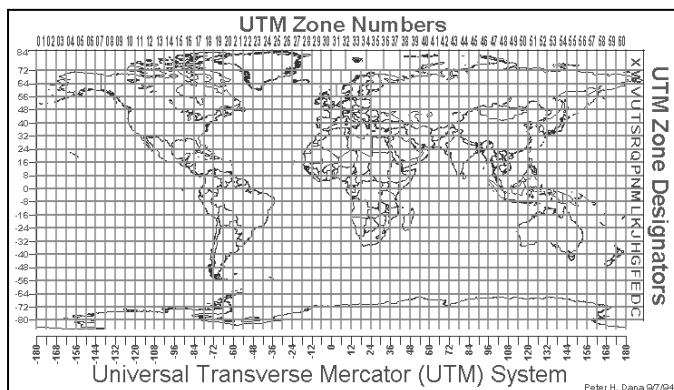 UTM Zone Numbers
01 02 03 04 05 06 07 08 09 10 11 12 13 14 15 16 17 18 19 20 21 22 23 24 25 26 27 28 29 30 31 32 33 34 35 36 37 38 39 40 41 42 43 44 45 46 47 48 49 50 51 52 53 54 55 56 57 58 59 60
84
72
64
56
48
40
32
24
16
8
0
-8
-16
-24
-32
-40
-48
-56
-64
-72
-80
X
W
V
U
T
S
R
Q
P
N
M
L
K
J
H
G
F
E
D
C
UTM Zone Designators
-180 -168 -156 -144 -132 -120 -108 -96 -84 -72 -60 -48 -36 -24 -12 0 12 24 36 48 60 72 84 96 108 120 132 144 156 168 180
Universal Transverse Mercator (UTM) System
Peter H. Dana 9/7/94